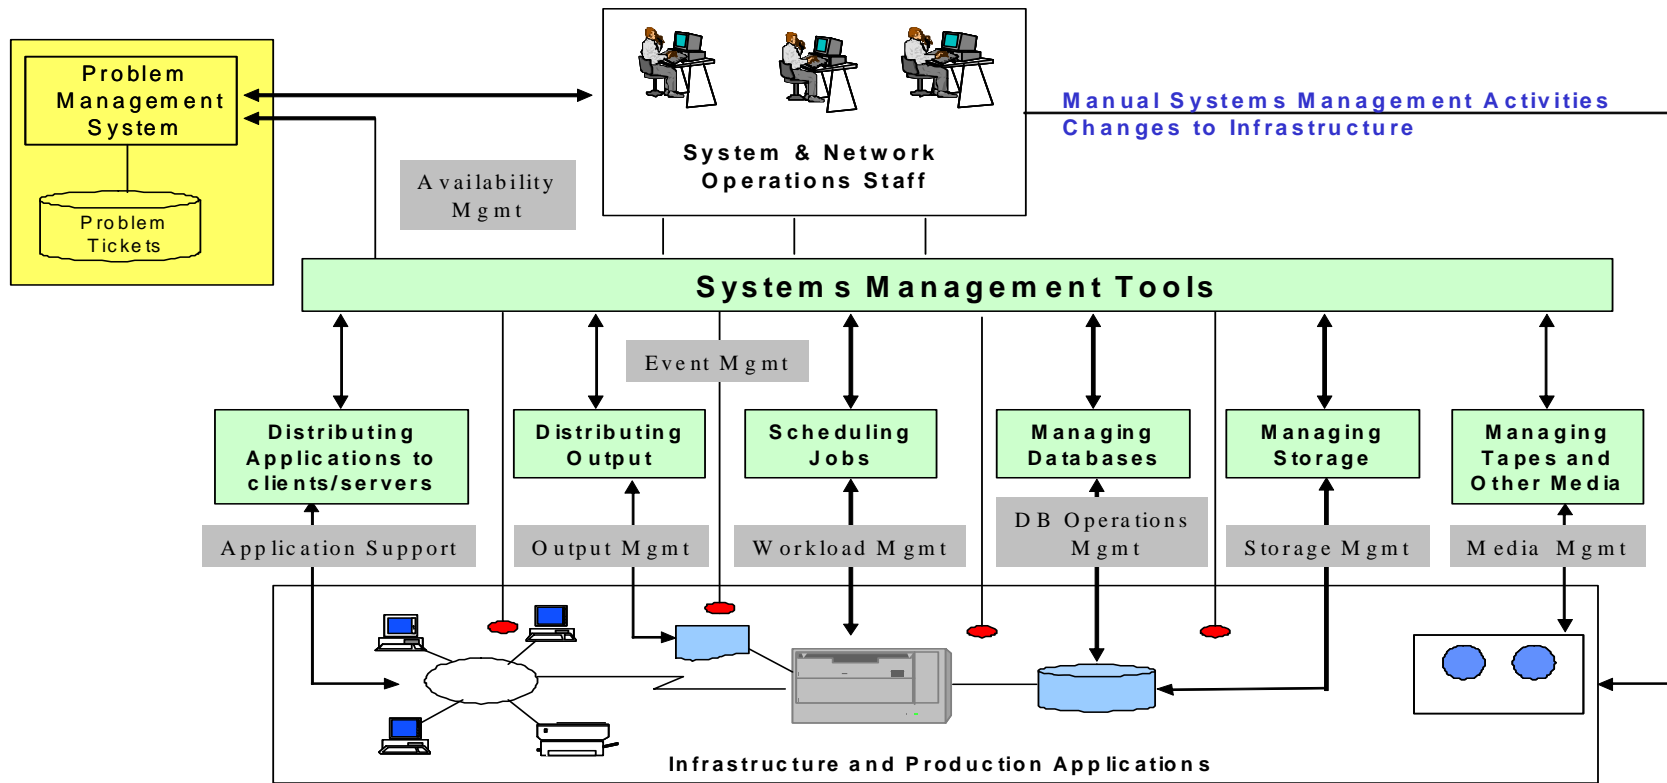 Problem
Management
System
Problem
Tickets
Availability
Mgmt
System & Network
Operations Staff
Manual Systems Management Activities
Changes to Infrastructure
Systems Management Tools
Event Mgmt
Distributing
Applications to
clients/servers
Distributing
Output
Scheduling
Jobs
Managing
Databases
Managing
Storage
Managing
Tapes and
Other Media
Application Support
Output Mgmt
Workload Mgmt
DB Operations
Mgmt
Storage Mgmt
Media Mgmt
Infrastructure and Production Applications